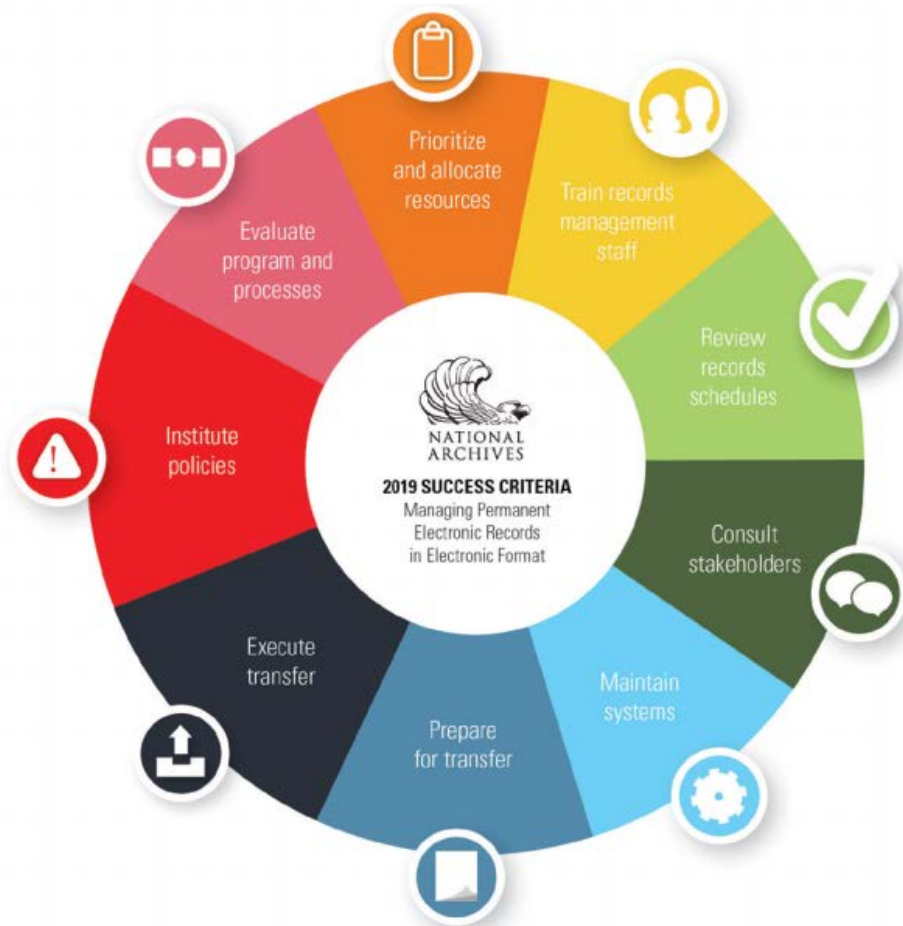 Prioritize
and allocate
resources
Train records
management
staff
Review
records
schedules
Consult
stakeholders
Maintain
systems
Prepare
for transfer
Execute
transfer
Institute
policies
Evaluate
program and
processes
NATIONAL
ARCHIVES
2019 SUCCESS CRITERIA
Managing Permanent
Electronic Records
in Electronic Format